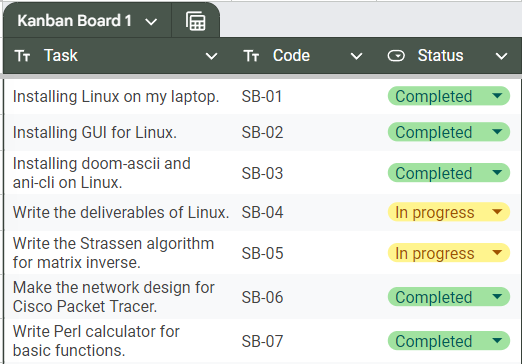 Kanban Board 1
Tт Task Tт Code Status
Installing Linux on my laptop. SB-01 Completed
Installing GUI for Linux. SB-02 Completed
Installing doom-ascii and
ani-cli on Linux. SB-03 Completed
Write the deliverables of Linux. SB-04 In progress
Write the Strassen algorithm
for matrix inverse. SB-05 In progress
Make the network design for
Cisco Packet Tracer. SB-06 Completed
Write Perl calculator for
basic functions. SB-07 Completed